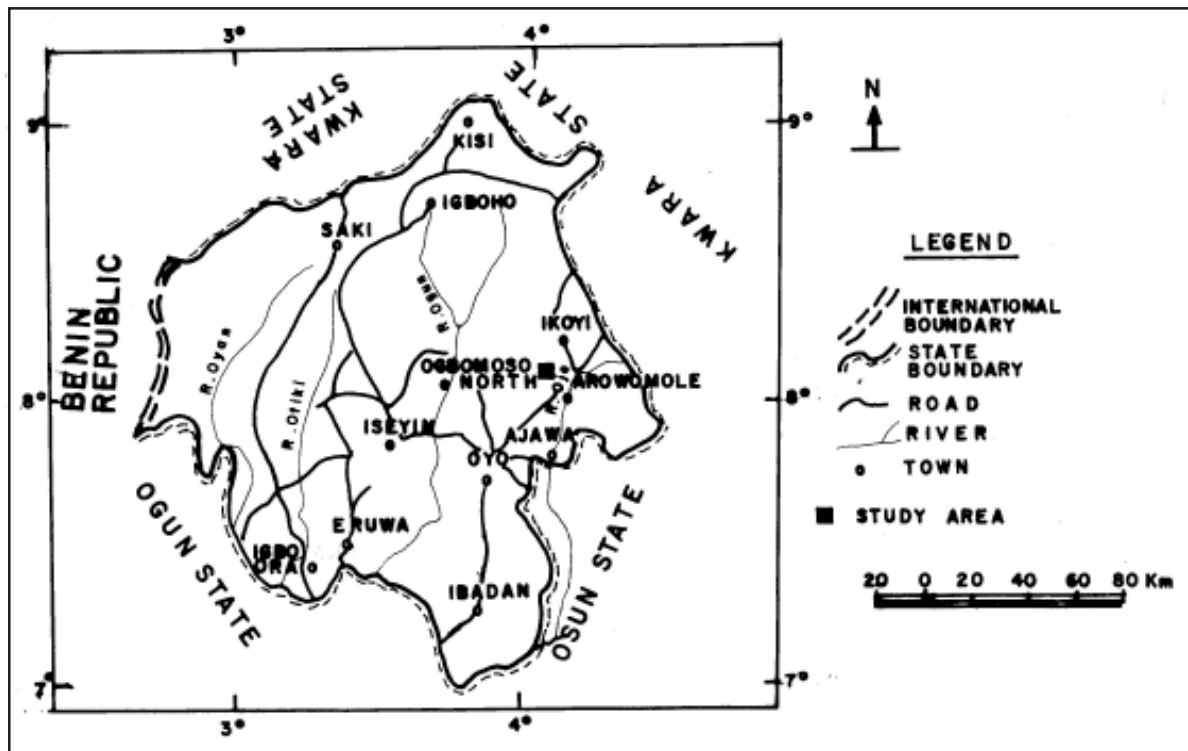 3°
4°
KWARA
STATE
STATE
KWARA
9°
9°
KISI
IGBOHO
SAKI
BENIN
REPUBLIC
R.Oyan
R.Ofiki
R.Ogun
IKOYI
OGBOMOSO
NORTH
AROWOMOLE
8°
8°
ISEYIN
AJAWA
OYO
OGUN STATE
ERUWA
IGBO
ORA
IBADAN
OSUN STATE
7°
7°
3°
4°
N
LEGEND
INTERNATIONAL
BOUNDARY
STATE
BOUNDARY
ROAD
RIVER
TOWN
STUDY AREA
20 0 20 40 60 80 Km